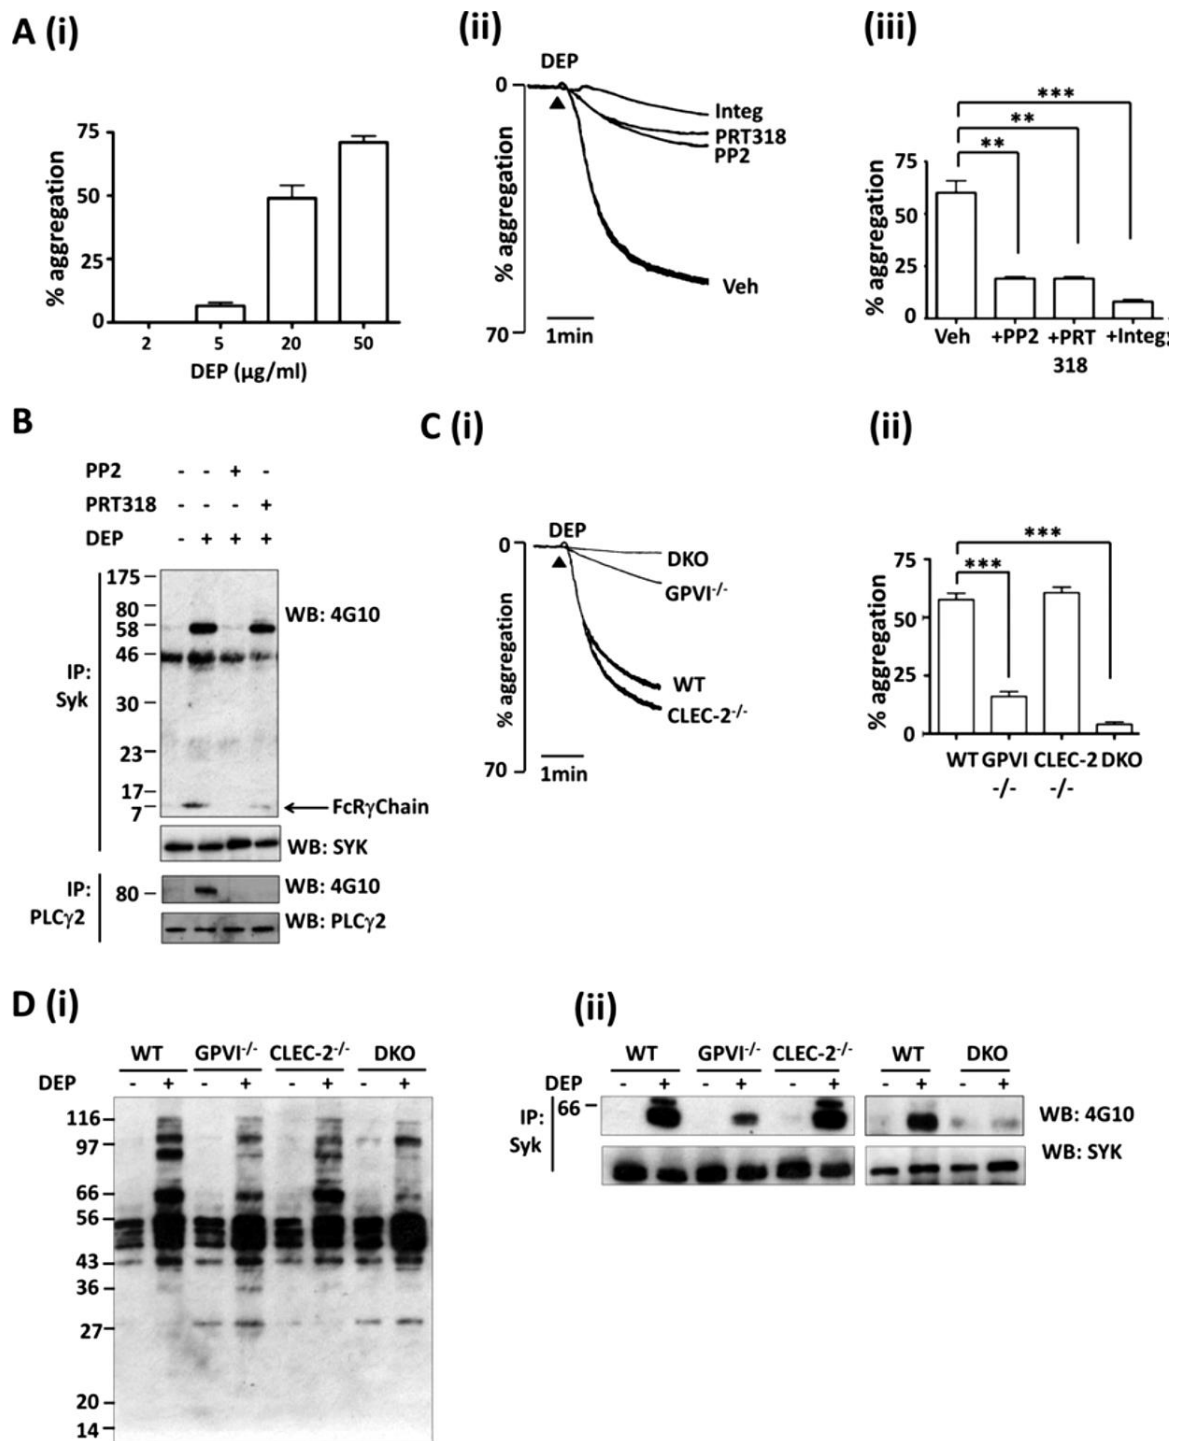 A (i)
75
50
25
0
% aggregation
2 5 20 50
DEP (μg/ml)
(ii)
DEP
0
70
% aggregation
Integ
PRT318
PP2
Veh
1min
(iii)
***
**
**
75
50
25
0
% aggregation
Veh +PP2 +PRT +Integ
318
B
PP2 - - + -
PRT318 - - - +
DEP - + + +
175
80
58
46
30
23
17
7
IP:
Syk
WB: 4G10
FcRγChain
WB: SYK
IP:
PLCγ2
80
WB: 4G10
WB: PLCγ2
C (i)
DEP
0
70
% aggregation
DKO
GPVI-/-
WT
CLEC-2-/-
1min
(ii)
***
***
75
50
25
0
% aggregation
WT GPVI CLEC-2 DKO
-/- -/-
D (i)
WT GPVI-/- CLEC-2-/- DKO
DEP - + - + - + - +
116
97
66
56
43
36
27
20
14
(ii)
WT GPVI-/- CLEC-2-/- WT DKO
DEP - + - + - + - + - +
IP:
Syk
66
WB: 4G10
WB: SYK